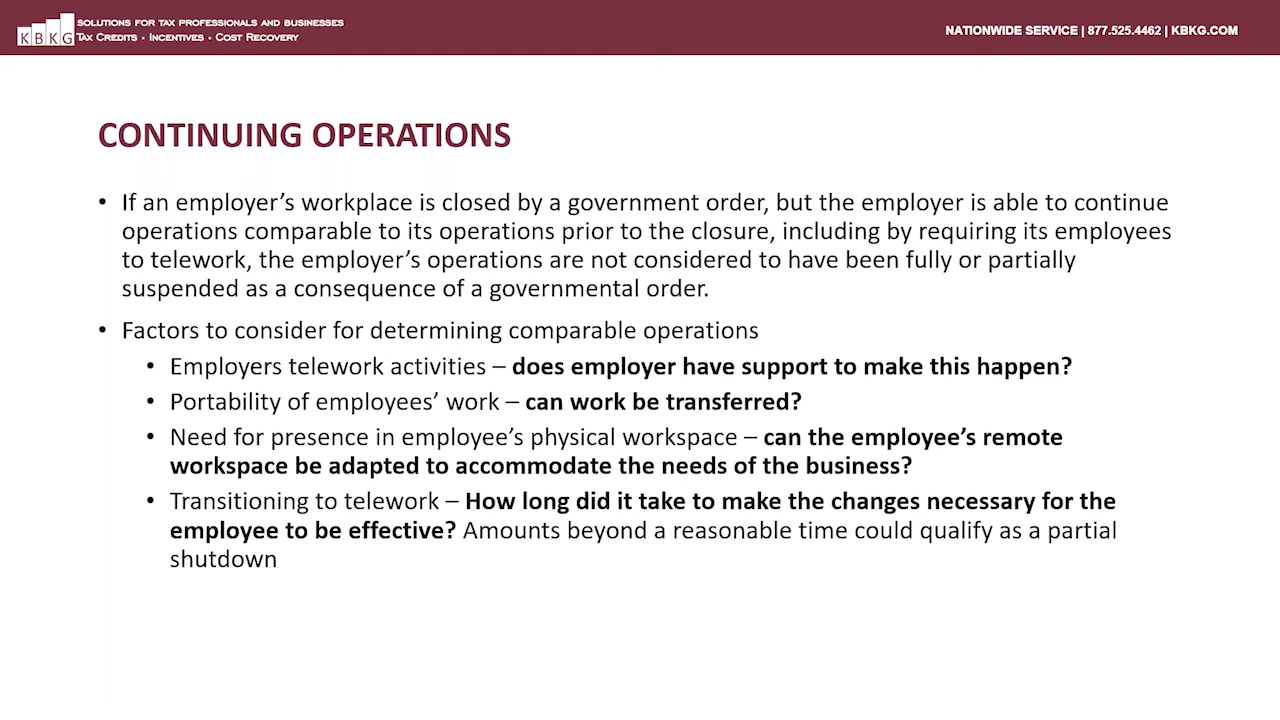 SOLUTIONS FOR TAX PROFESSIONALS AND BUSINESSES
KBKG TAX CREDITS • INCENTIVES • COST RECOVERY
NATIONWIDE SERVICE | 877.525.4462 | KBKG.COM
CONTINUING OPERATIONS
• If an employer’s workplace is closed by a government order, but the employer is able to continue
operations comparable to its operations prior to the closure, including by requiring its employees
to telework, the employer’s operations are not considered to have been fully or partially
suspended as a consequence of a governmental order.
• Factors to consider for determining comparable operations
• Employers telework activities – does employer have support to make this happen?
• Portability of employees’ work – can work be transferred?
• Need for presence in employee’s physical workspace – can the employee’s remote
workspace be adapted to accommodate the needs of the business?
• Transitioning to telework – How long did it take to make the changes necessary for the
employee to be effective? Amounts beyond a reasonable time could qualify as a partial
shutdown